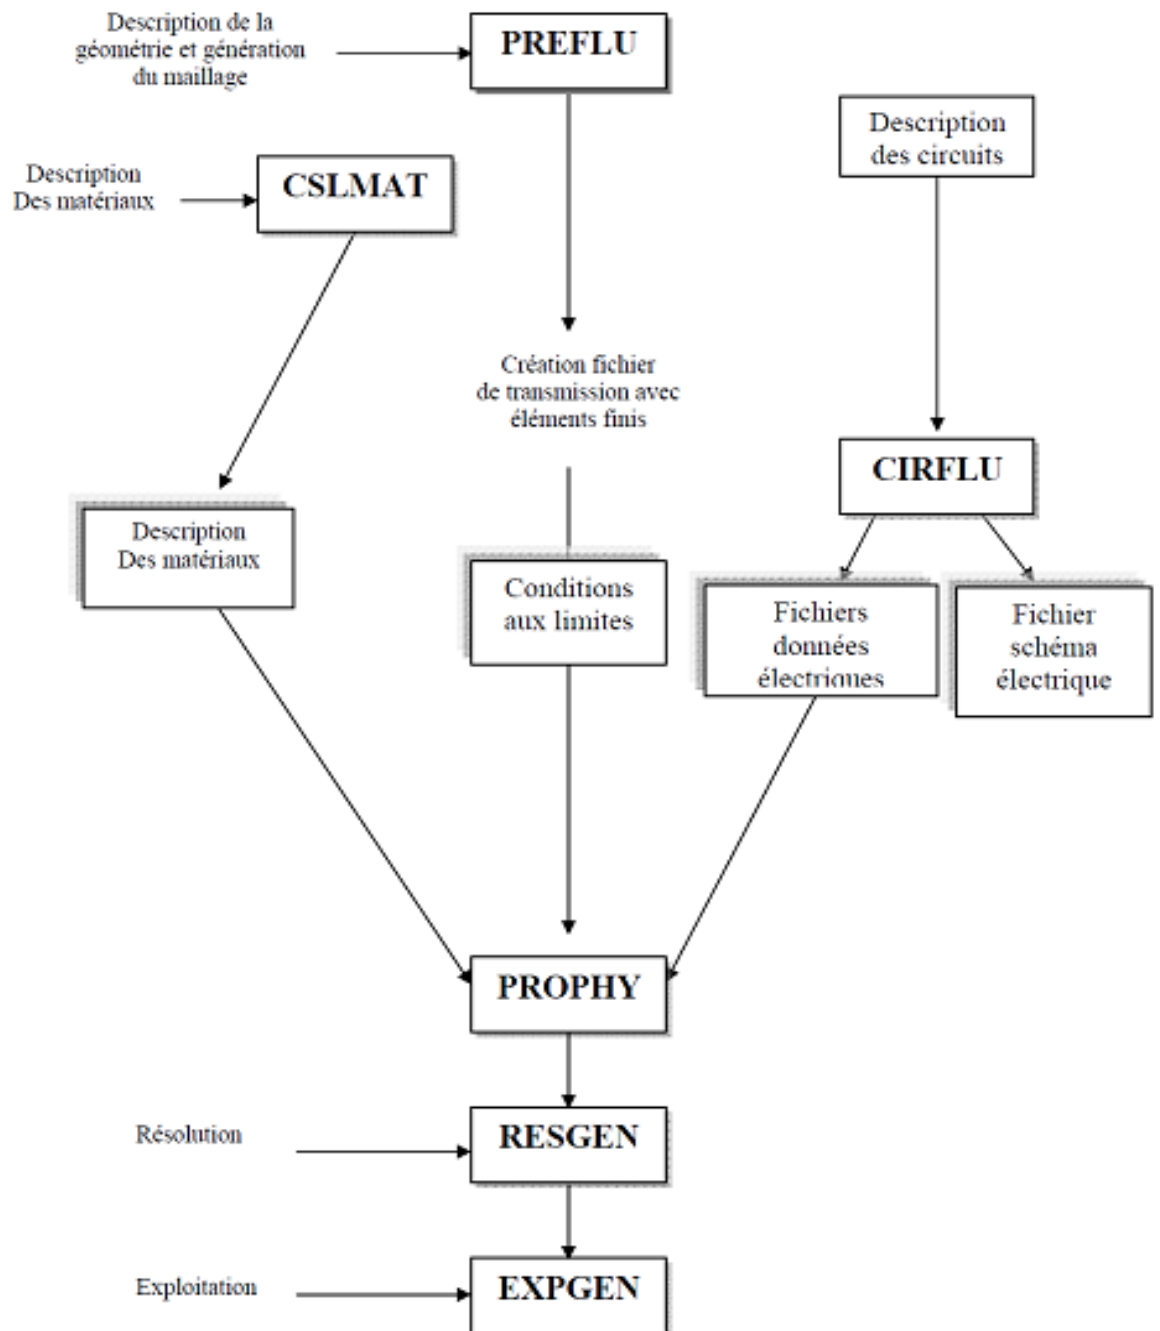 Description de la
géométrie et génération
du maillage
PREFLU
Description
des circuits
Description
Des matériaux
CSLMAT
Création fichier
de transmission avec
éléments finis
CIRFLU
Description
Des matériaux
Conditions
aux limites
Fichiers
données
électriques
Fichier
schéma
électrique
PROPHY
Résolution
RESGEN
Exploitation
EXPGEN